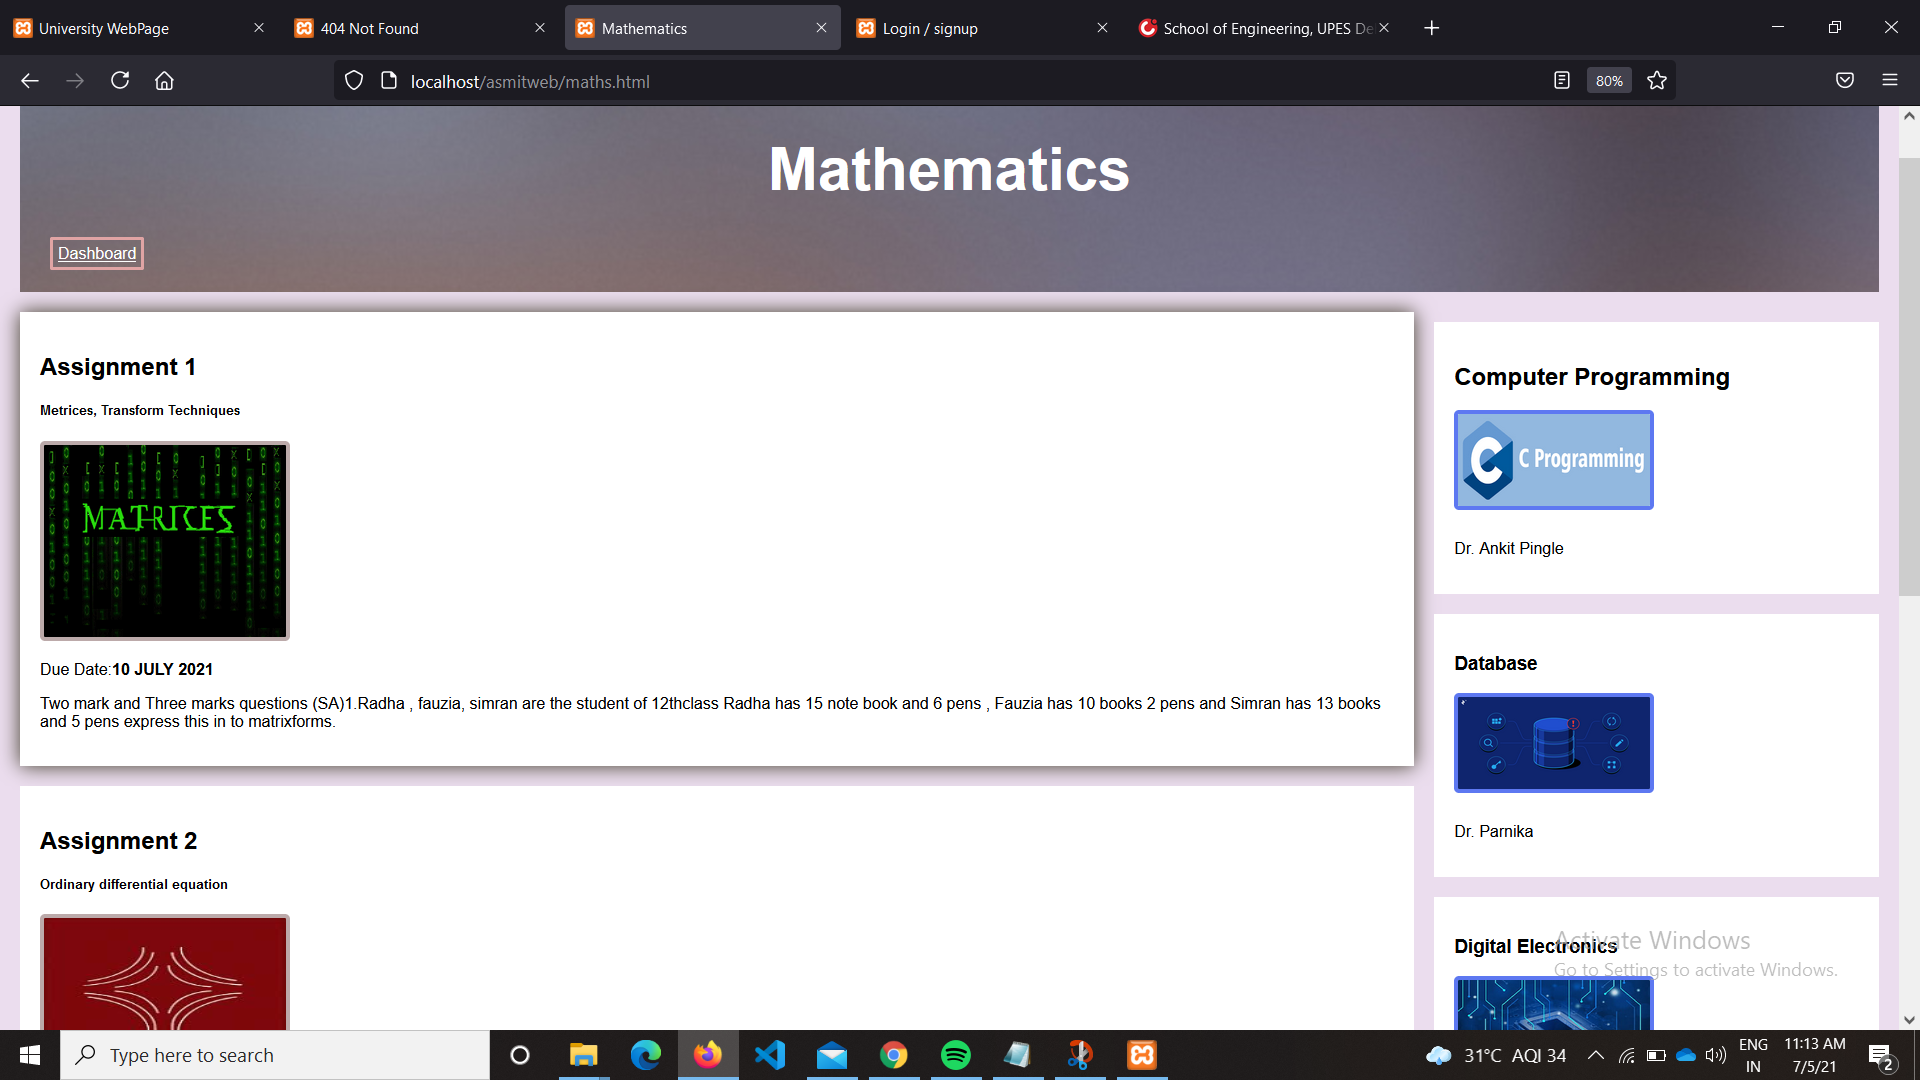 University WebPage
404 Not Found
Mathematics
Login / signup
School of Engineering, UPES De
localhost/asmitweb/maths.html
80%
Mathematics
Dashboard
Assignment 1
Metrices, Transform Techniques
MATRICES
Due Date:10 JULY 2021
Two mark and Three marks questions (SA)1.Radha , fauzia, simran are the student of 12thclass Radha has 15 note book and 6 pens , Fauzia has 10 books 2 pens and Simran has 13 books
and 5 pens express this in to matrixforms.
Assignment 2
Ordinary differential equation
Computer Programming
C Programming
Dr. Ankit Pingle
Database
Dr. Parnika
Digital Electronics
Activate Windows
Go to Settings to activate Windows.
Type here to search
31°C AQI 34
ENG
IN
11:13 AM
7/5/21
2